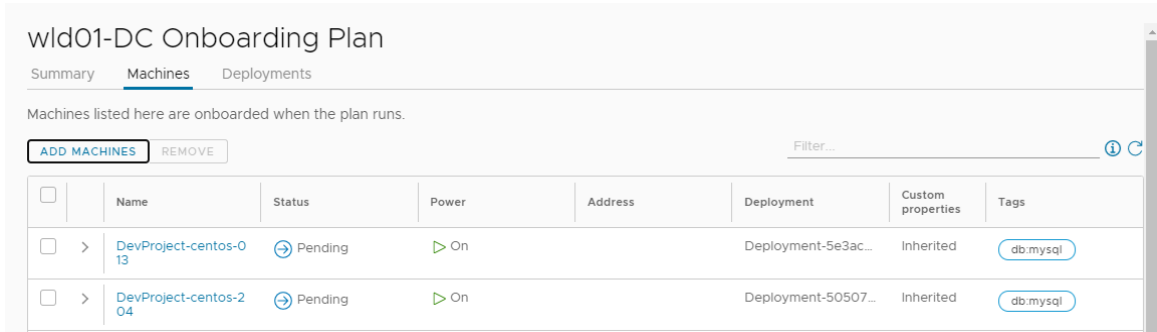 wld01-DC Onboarding Plan
Summary Machines Deployments
Machines listed here are onboarded when the plan runs.
ADD MACHINES REMOVE Filter...
Name Status Power Address Deployment Custom properties Tags
DevProject-centos-0
13 Pending On Deployment-5e3ac... Inherited db:mysql
DevProject-centos-2
04 Pending On Deployment-50507... Inherited db:mysql